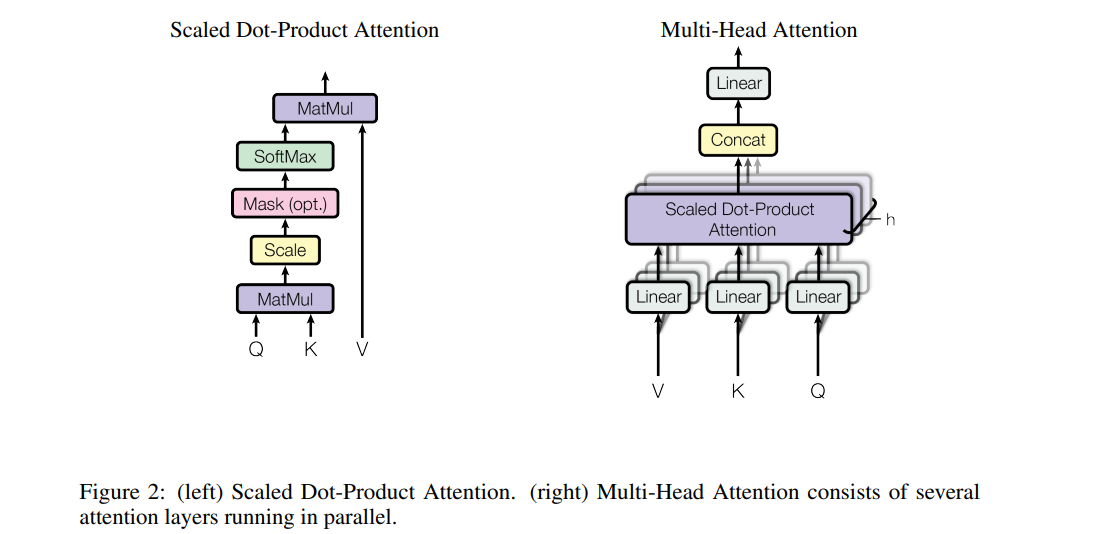 Scaled Dot-Product Attention
MatMul
SoftMax
Mask (opt.)
Scale
MatMul
Q K V
Multi-Head Attention
Linear
Concat
Scaled Dot-Product
Attention
h
Linear Linear Linear
V K Q
Figure 2: (left) Scaled Dot-Product Attention. (right) Multi-Head Attention consists of several
attention layers running in parallel.